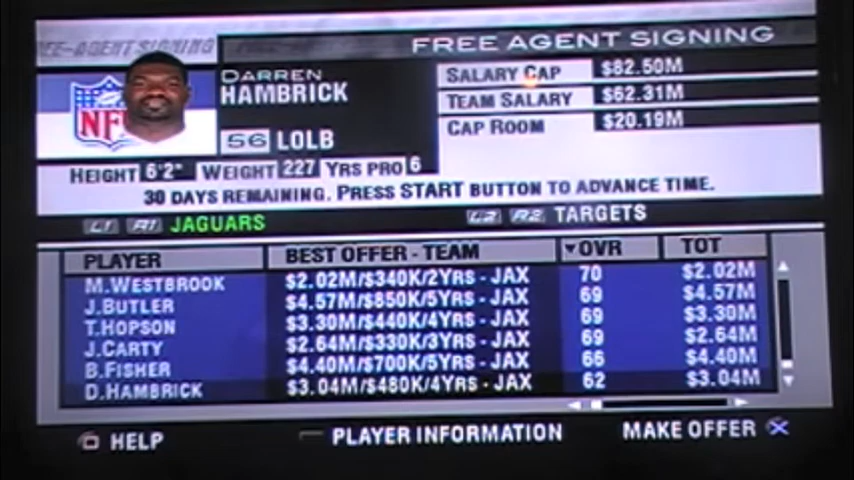 FREE-AGENT SIGNING
FREE AGENT SIGNING
NFL
DARREN
HAMBRICK
56 LOLB
SALARY CAP $82.50M
TEAM SALARY $62.31M
CAP ROOM $20.19M
HEIGHT 6'2" WEIGHT 227 YRS PRO 6
30 DAYS REMAINING. PRESS START BUTTON TO ADVANCE TIME.
L1 R1 JAGUARS L2 R2 TARGETS
PLAYER BEST OFFER - TEAM ▼OVR TOT
M.WESTBROOK $2.02M/$340K/2YRS - JAX 70 $2.02M
J.BUTLER $4.57M/$850K/5YRS - JAX 69 $4.57M
T.HOPSON $3.30M/$440K/4YRS - JAX 69 $3.30M
J.CARTY $2.64M/$330K/3YRS - JAX 69 $2.64M
B.FISHER $4.40M/$700K/5YRS - JAX 66 $4.40M
D.HAMBRICK $3.04M/$480K/4YRS - JAX 62 $3.04M
HELP PLAYER INFORMATION MAKE OFFER